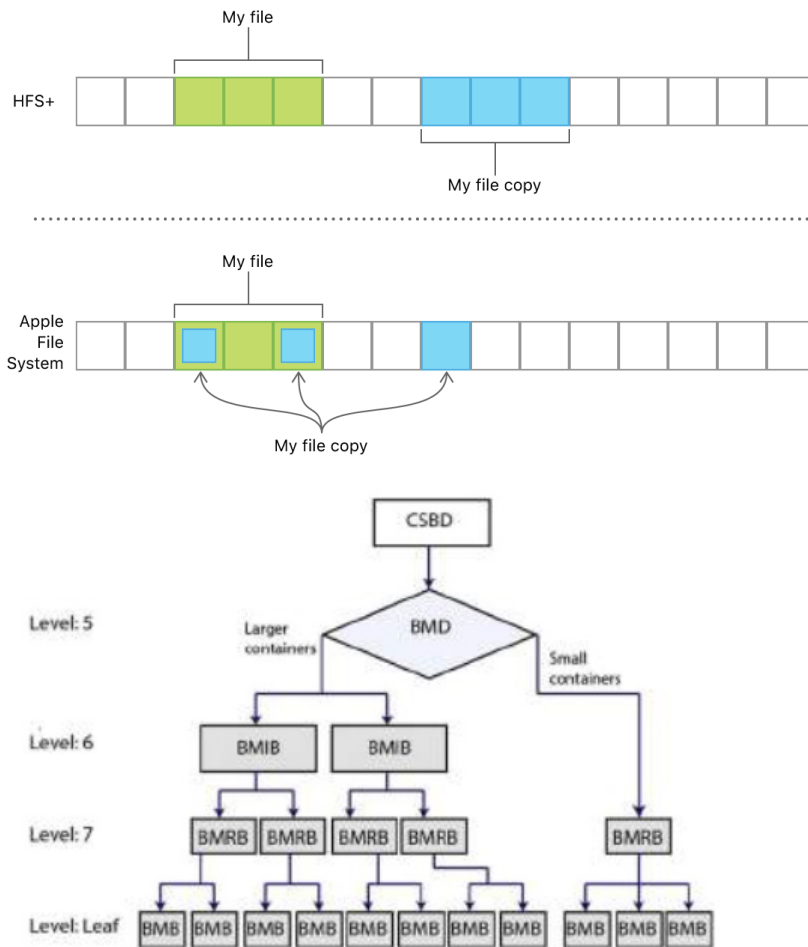 My file
HFS+
My file copy
My file
Apple
File
System
My file copy
CSBD
Level: 5
BMD
Larger
containers
Small
containers
Level: 6
BMIB
BMIB
Level: 7
BMRB
BMRB
BMRB
BMRB
BMRB
Level: Leaf
BMB
BMB
BMB
BMB
BMB
BMB
BMB
BMB
BMB
BMB
BMB